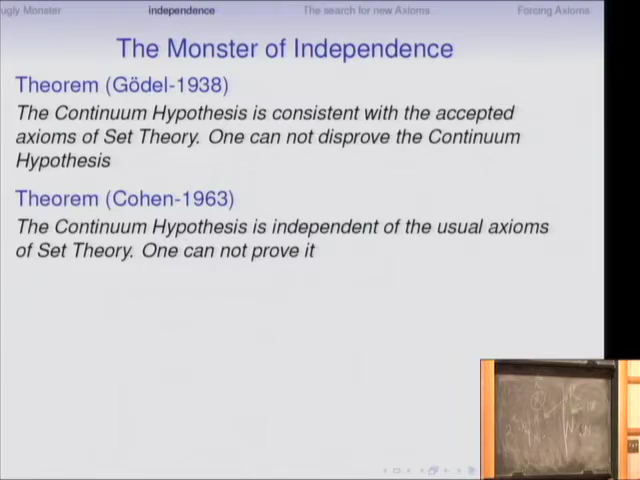 ugly Monster independence The search for new Axioms Forcing Axioms
The Monster of Independence
Theorem (Gödel-1938)
The Continuum Hypothesis is consistent with the accepted
axioms of Set Theory. One can not disprove the Continuum
Hypothesis
Theorem (Cohen-1963)
The Continuum Hypothesis is independent of the usual axioms
of Set Theory. One can not prove it